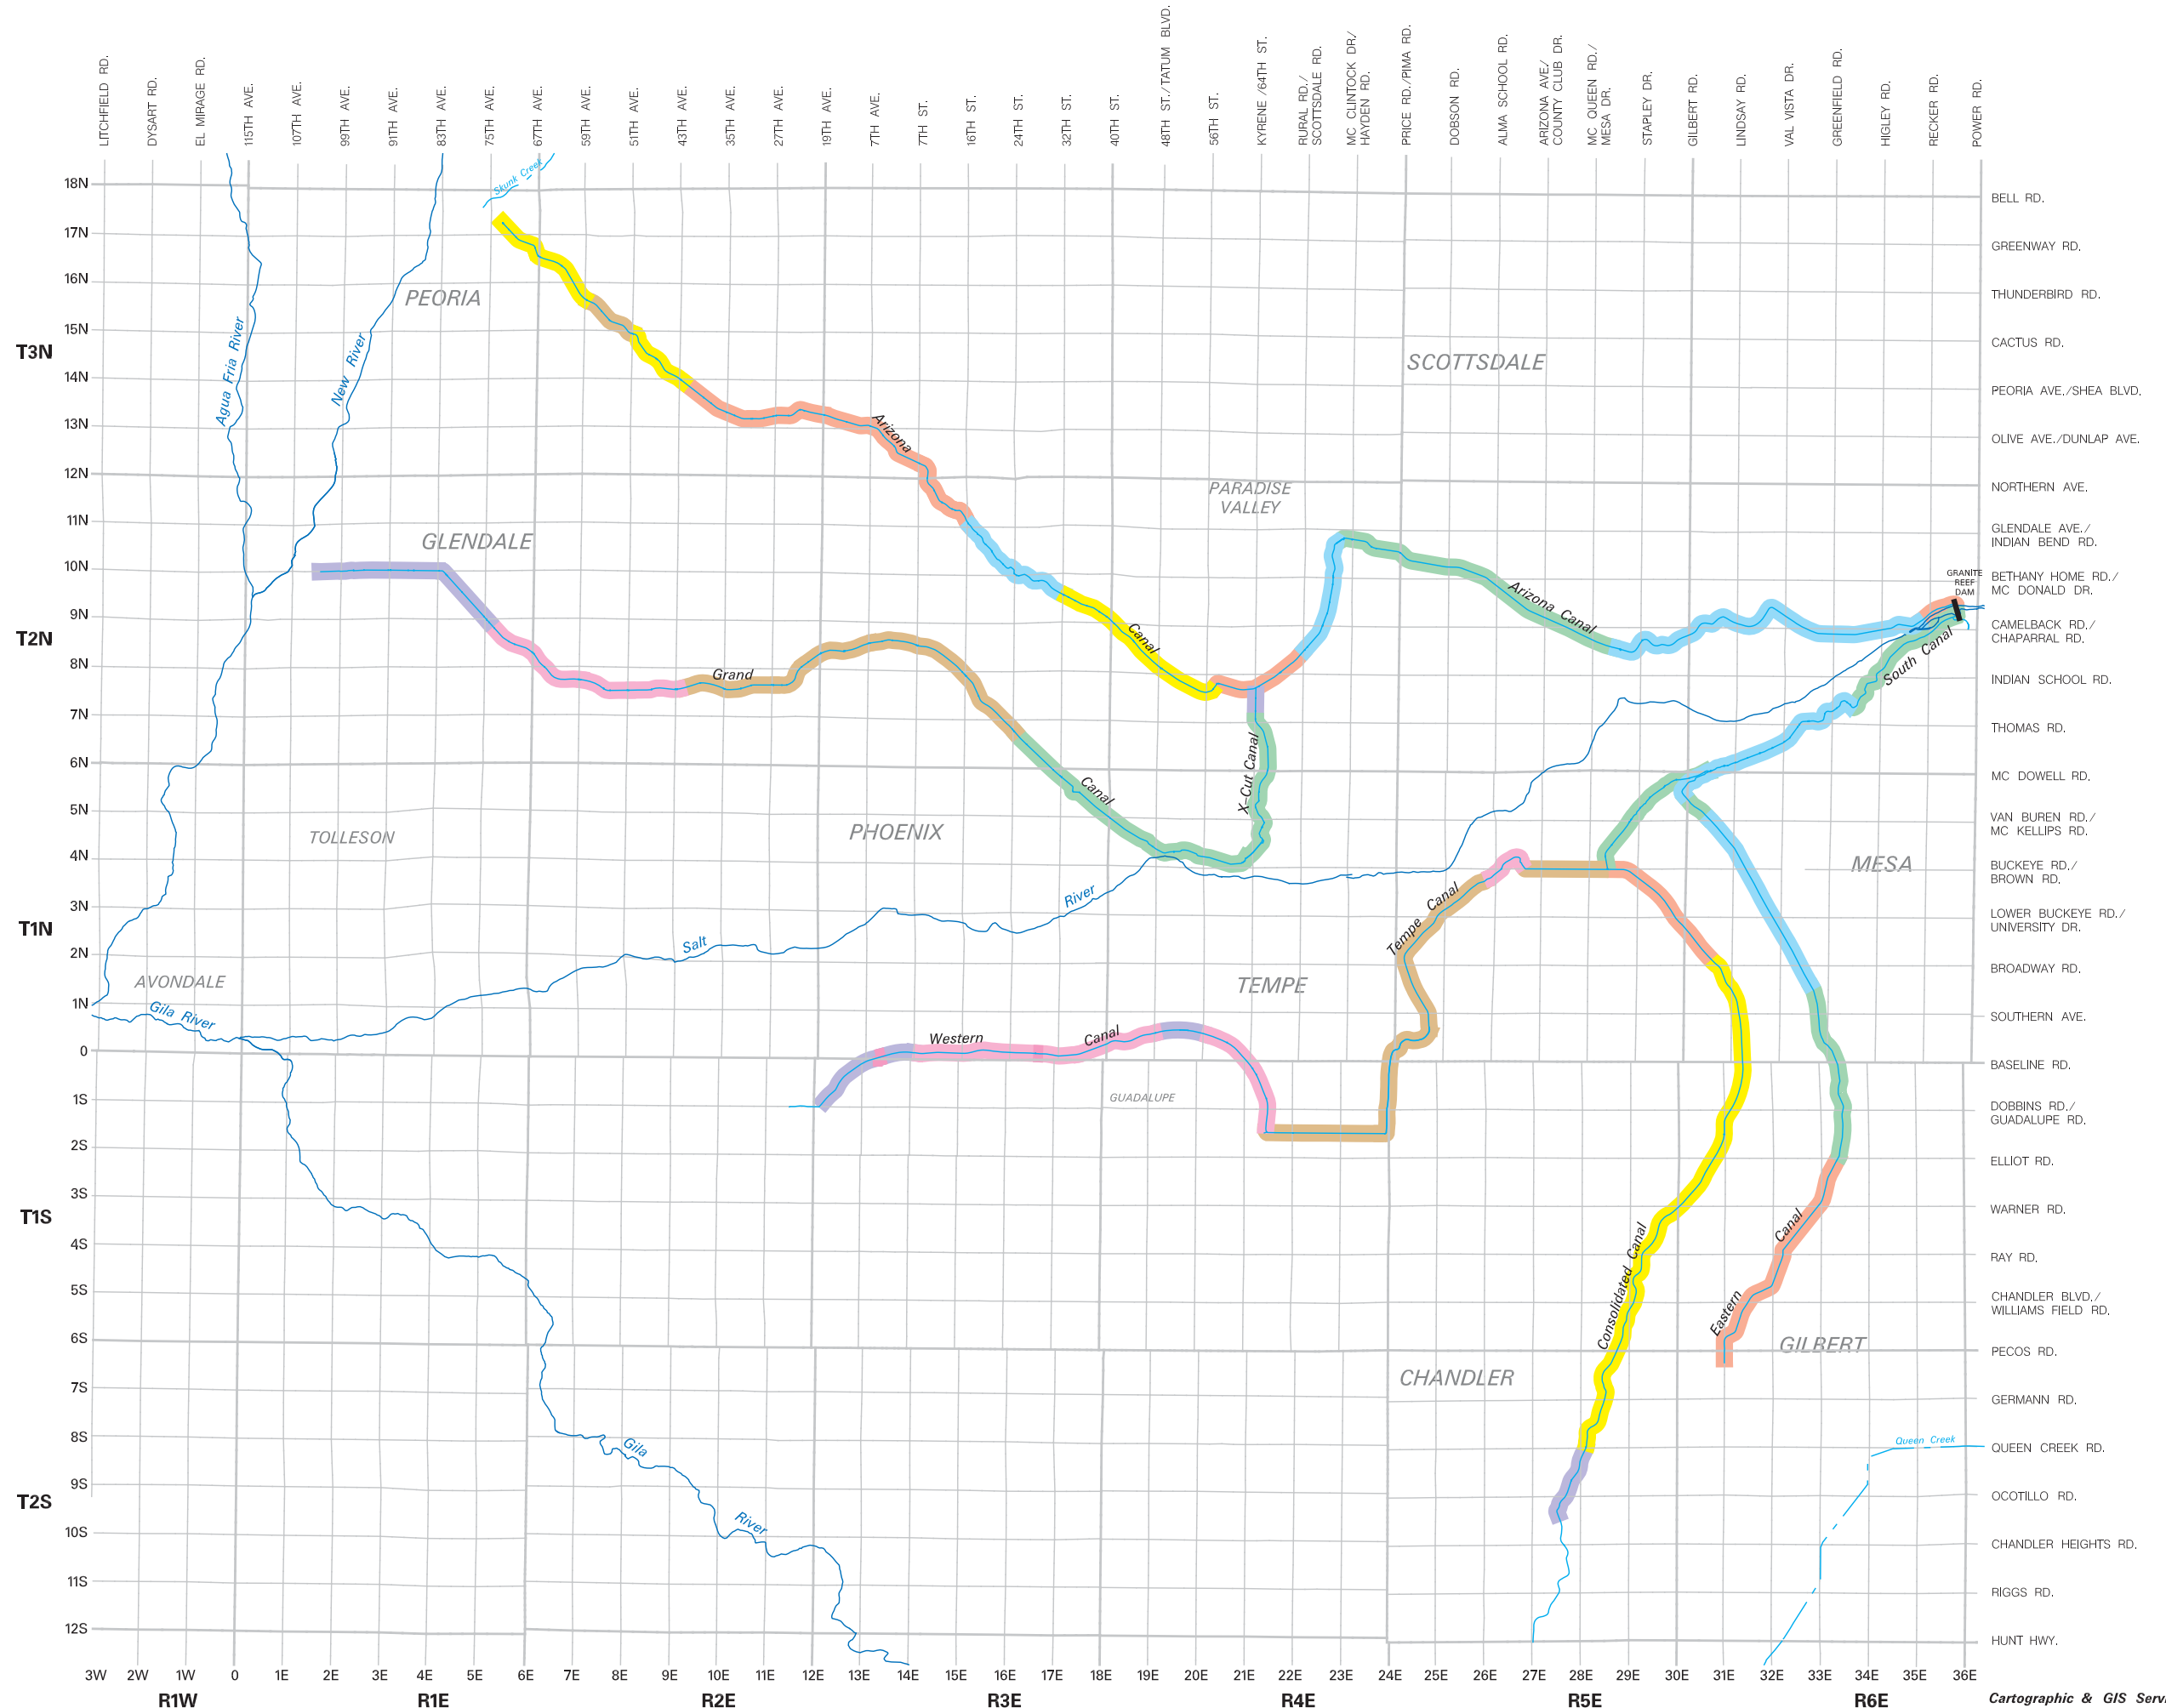 LITCHFIELD RD.
DYSART RD.
EL MIRAGE RD.
115TH AVE.
107TH AVE.
99TH AVE.
91TH AVE.
83TH AVE.
75TH AVE.
67TH AVE.
59TH AVE.
51TH AVE.
43TH AVE.
35TH AVE.
27TH AVE.
19TH AVE.
7TH AVE.
77TH ST.
16TH ST.
24TH ST.
32TH ST.
40TH ST.
48TH ST./TATUM BLVD.
56TH ST.
KYRENE /64TH ST.
RURAL RD./
SCOTTSDALE RD.
MC CLINTOCK DR/
HAYDEN RD.
PRICE RD./PIMA RD.
DOBSON RD.
ALMA SCHOOL RD.
ARIZONA AVE/
COUNTY CLUB DR.
MC QUEEN RD./
MESA DR.
STAPLEY DR.
GILBERT RD.
LINDSAY RD.
VAL VISTA DR.
GREENFIELD RD.
HIGLEY RD.
RECKER RD.
POWER RD.
18N
17N
16N
15N
14N
13N
12N
11N
10N
9N
8N
7N
6N
5N
4N
3N
2N
1N
0
1S
2S
3S
4S
5S
6S
7S
8S
9S
10S
11S
12S
T3N
T2N
T1N
T1S
T2S
Skunk Creek
PEORIA
Agua Fria River
New River
SCOTTSDALE
Arizona
PARADISE
VALLEY
GLENDALE
Arizona Canal
GRANITE
REEF
DAM
Canal
South Canal
Grand
X-Cut Canal
Canal
TOLLESON
PHOENIX
MESA
River
Tempe Canal
Salt
AVONDALE
TEMPE
Gila River
Western
Canal
GUADALUPE
Canal
Consolidated Canal
Eastern
GILBERT
CHANDLER
Gila
River
Queen Creek
BELL RD.
GREENWAY RD.
THUNDERBIRD RD.
CACTUS RD.
PEORIA AVE./SHEA BLVD.
OLIVE AVE./DUNLAP AVE.
NORTHERN AVE.
GLENDALE AVE./
INDIAN BEND RD.
BETHANY HOME RD./
MC DONALD DR.
CAMELBACK RD./
CHAPARRAL RD.
INDIAN SCHOOL RD.
THOMAS RD.
MC DOWELL RD.
VAN BUREN RD./
MC KELLIPS RD.
BUCKEYE RD./
BROWN RD.
LOWER BUCKEYE RD./
UNIVERSITY DR.
BROADWAY RD.
SOUTHERN AVE.
BASELINE RD.
DOBBINS RD./
GUADALUPE RD.
ELLIOT RD.
WARNER RD.
RAY RD.
CHANDLER BLVD./
WILLIAMS FIELD RD.
PECOS RD.
GERMANN RD.
QUEEN CREEK RD.
OCOTILLO RD.
CHANDLER HEIGHTS RD.
RIGGS RD.
HUNT HWY.
3W 2W 1W 0 1E 2E 3E 4E 5E 6E 7E 8E 9E 10E 11E 12E 13E 14E 15E 16E 17E 18E 19E 20E 21E 22E 23E 24E 25E 26E 27E 28E 29E 30E 31E 32E 33E 34E 35E 36E
R1W R1E R2E R3E R4E R5E R6E
Cartographic & GIS Serv